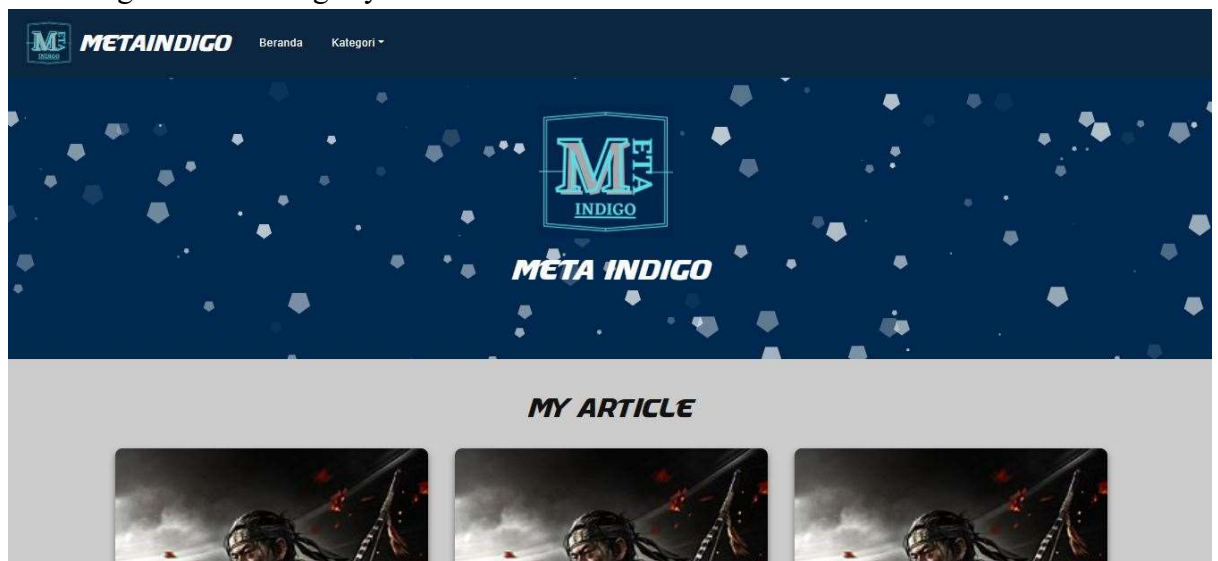 METAINDIGO Beranda Kategori
META
INDIGO
META INDIGO
MY ARTICLE